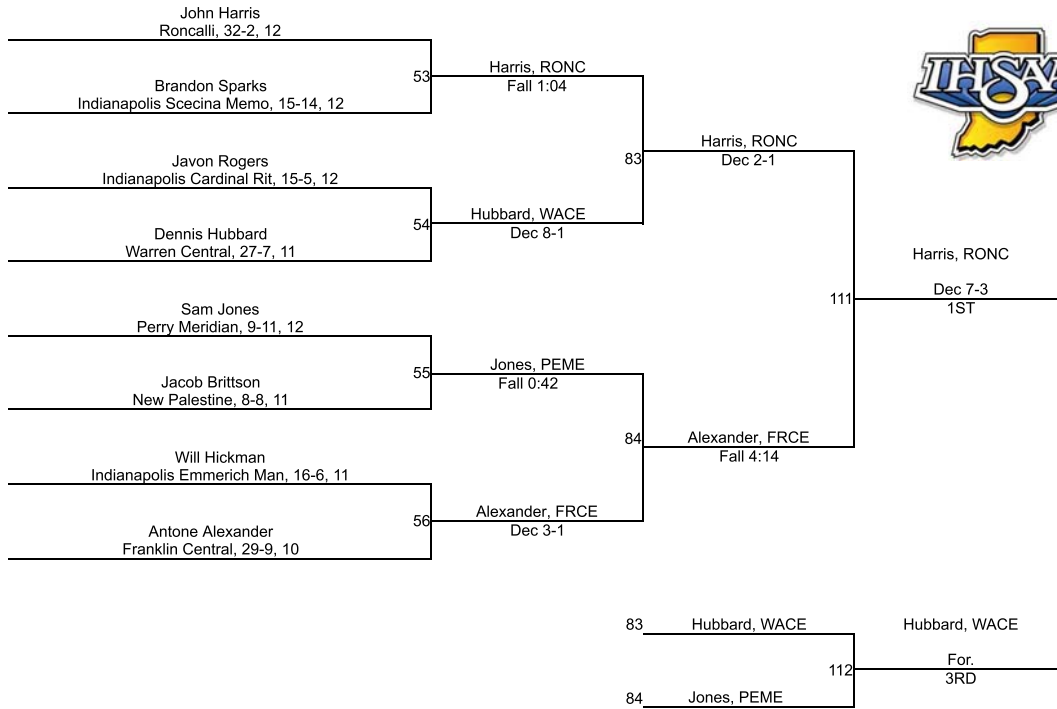 John Harris
Roncalli, 32-2, 12
53
Brandon Sparks
Indianapolis Scecina Memo, 15-14, 12
Harris, RONC
Fall 1:04
Javon Rogers
Indianapolis Cardinal Rit, 15-5, 12
54
Dennis Hubbard
Warren Central, 27-7, 11
Hubbard, WACE
Dec 8-1
83
Harris, RONC
Dec 2-1
Sam Jones
Perry Meridian, 9-11, 12
55
Jacob Brittson
New Palestine, 8-8, 11
Jones, PEME
Fall 0:42
Will Hickman
Indianapolis Emmerich Man, 16-6, 11
56
Antone Alexander
Franklin Central, 29-9, 10
Alexander, FRCE
Dec 3-1
84
Alexander, FRCE
Fall 4:14
111
Harris, RONC
Dec 7-3
1ST
IHSAA
83
Hubbard, WACE
112
84
Jones, PEME
Hubbard, WACE
For.
3RD